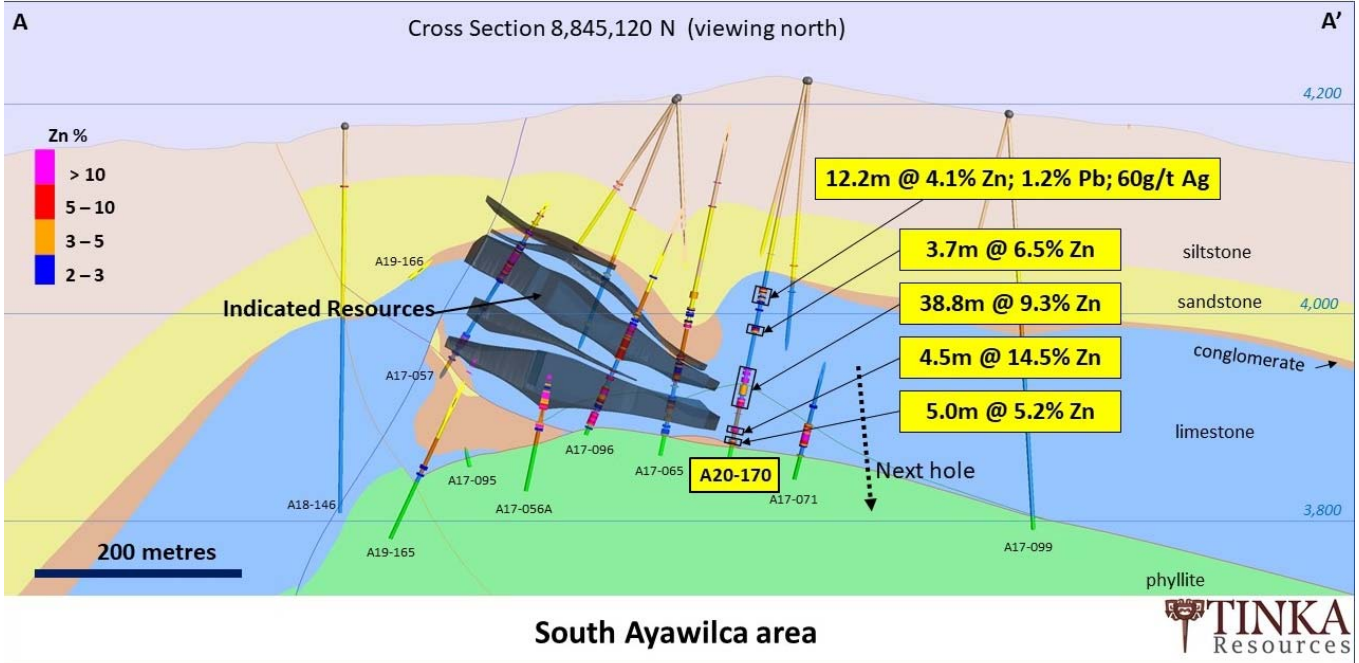 A
Cross Section 8,845,120 N (viewing north)
A’
4,200
Zn %
> 10
5 – 10
3 – 5
2 – 3
12.2m @ 4.1% Zn; 1.2% Pb; 60g/t Ag
3.7m @ 6.5% Zn
siltstone
A19-166
Indicated Resources
38.8m @ 9.3% Zn
sandstone
4,000
4.5m @ 14.5% Zn
conglomerate
A17-057
5.0m @ 5.2% Zn
limestone
A17-096
A17-065
A20-170
Next hole
A17-095
A17-071
A18-146
A17-056A
3,800
200 metres
A19-165
A17-099
phyllite
South Ayawilca area
TINKA
Resources